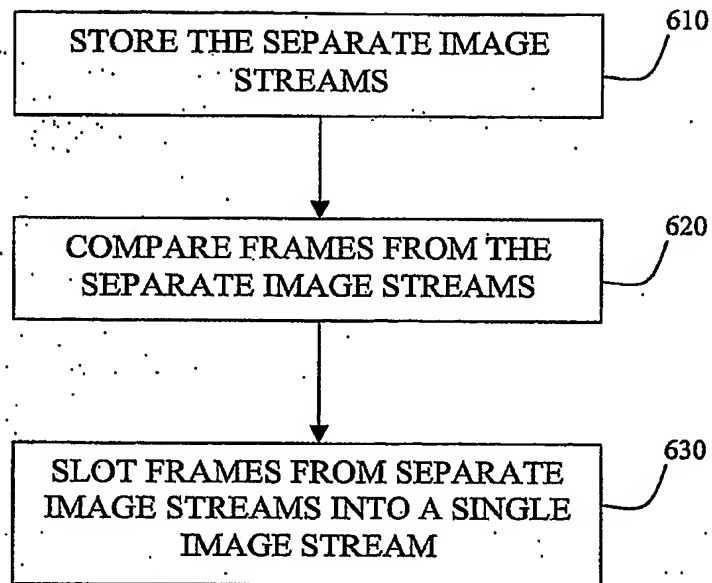 610
STORE THE SEPARATE IMAGE
STREAMS
620
COMPARE FRAMES FROM THE
SEPARATE IMAGE STREAMS
630
SLOT FRAMES FROM SEPARATE
IMAGE STREAMS INTO A SINGLE
IMAGE STREAM